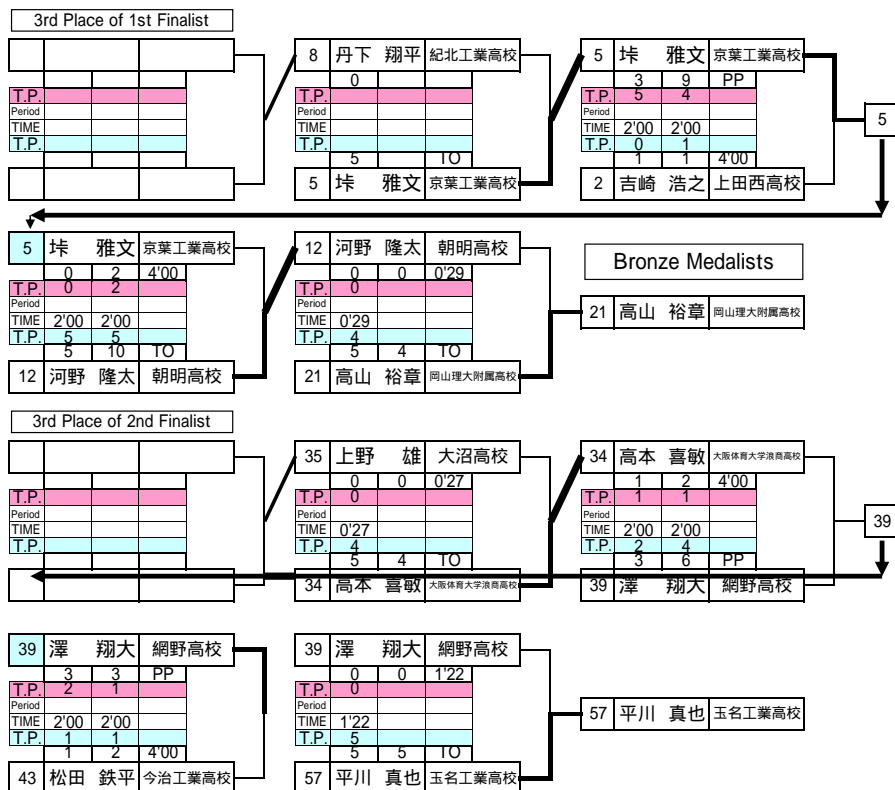 3rd Place of 1st Finalist
8 丹下 翔平 紀北工業高校
0
T.P.
Period
TIME
T.P.
5 TO
5 垰 雅文 京葉工業高校
T.P.
Period
TIME
T.P.
5 垰 雅文 京葉工業高校
3 9 PP
T.P. 5 4
Period
TIME 2'00 2'00
T.P. 0 1
1 1 4'00
2 吉崎 浩之 上田西高校
5
5 垰 雅文 京葉工業高校
0 2 4'00
T.P. 0 2
Period
TIME 2'00 2'00
T.P. 5 5
5 10 TO
12 河野 隆太 朝明高校
12 河野 隆太 朝明高校
0 0 0'29
T.P. 0
Period
TIME 0'29
T.P. 4
5 4 TO
21 高山 裕章 岡山理大附属高校
Bronze Medalists
21 高山 裕章 岡山理大附属高校
3rd Place of 2nd Finalist
T.P.
Period
TIME
T.P.
35 上野 雄 大沼高校
0 0 0'27
T.P. 0
Period
TIME 0'27
T.P. 4
5 4 TO
34 高本 喜敏 大阪体育大学浪商高校
34 高本 喜敏 大阪体育大学浪商高校
1 2 4'00
T.P. 1 1
Period
TIME 2'00 2'00
T.P. 2 4
3 6 PP
39 澤 翔大 網野高校
39
39 澤 翔大 網野高校
3 3 PP
T.P. 2 1
Period
TIME 2'00 2'00
T.P. 1 1
1 2 4'00
43 松田 鉄平 今治工業高校
39 澤 翔大 網野高校
0 0 1'22
T.P. 0
Period
TIME 1'22
T.P. 5
5 5 TO
57 平川 真也 玉名工業高校
57 平川 真也 玉名工業高校